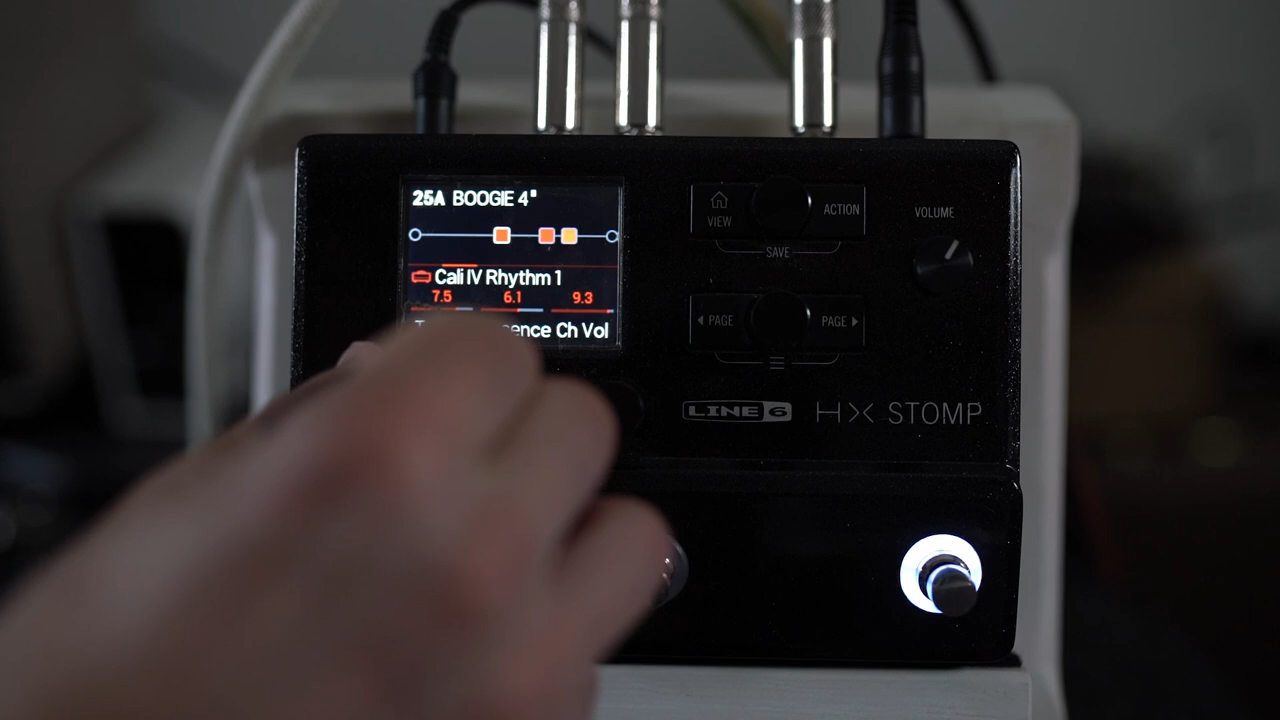 25A BOOGIE 4"
Cali IV Rhythm 1
7.5 6.1 9.3
Ch Vol
VIEW
ACTION
SAVE
PAGE
PAGE
VOLUME
LINE 6 HX STOMP